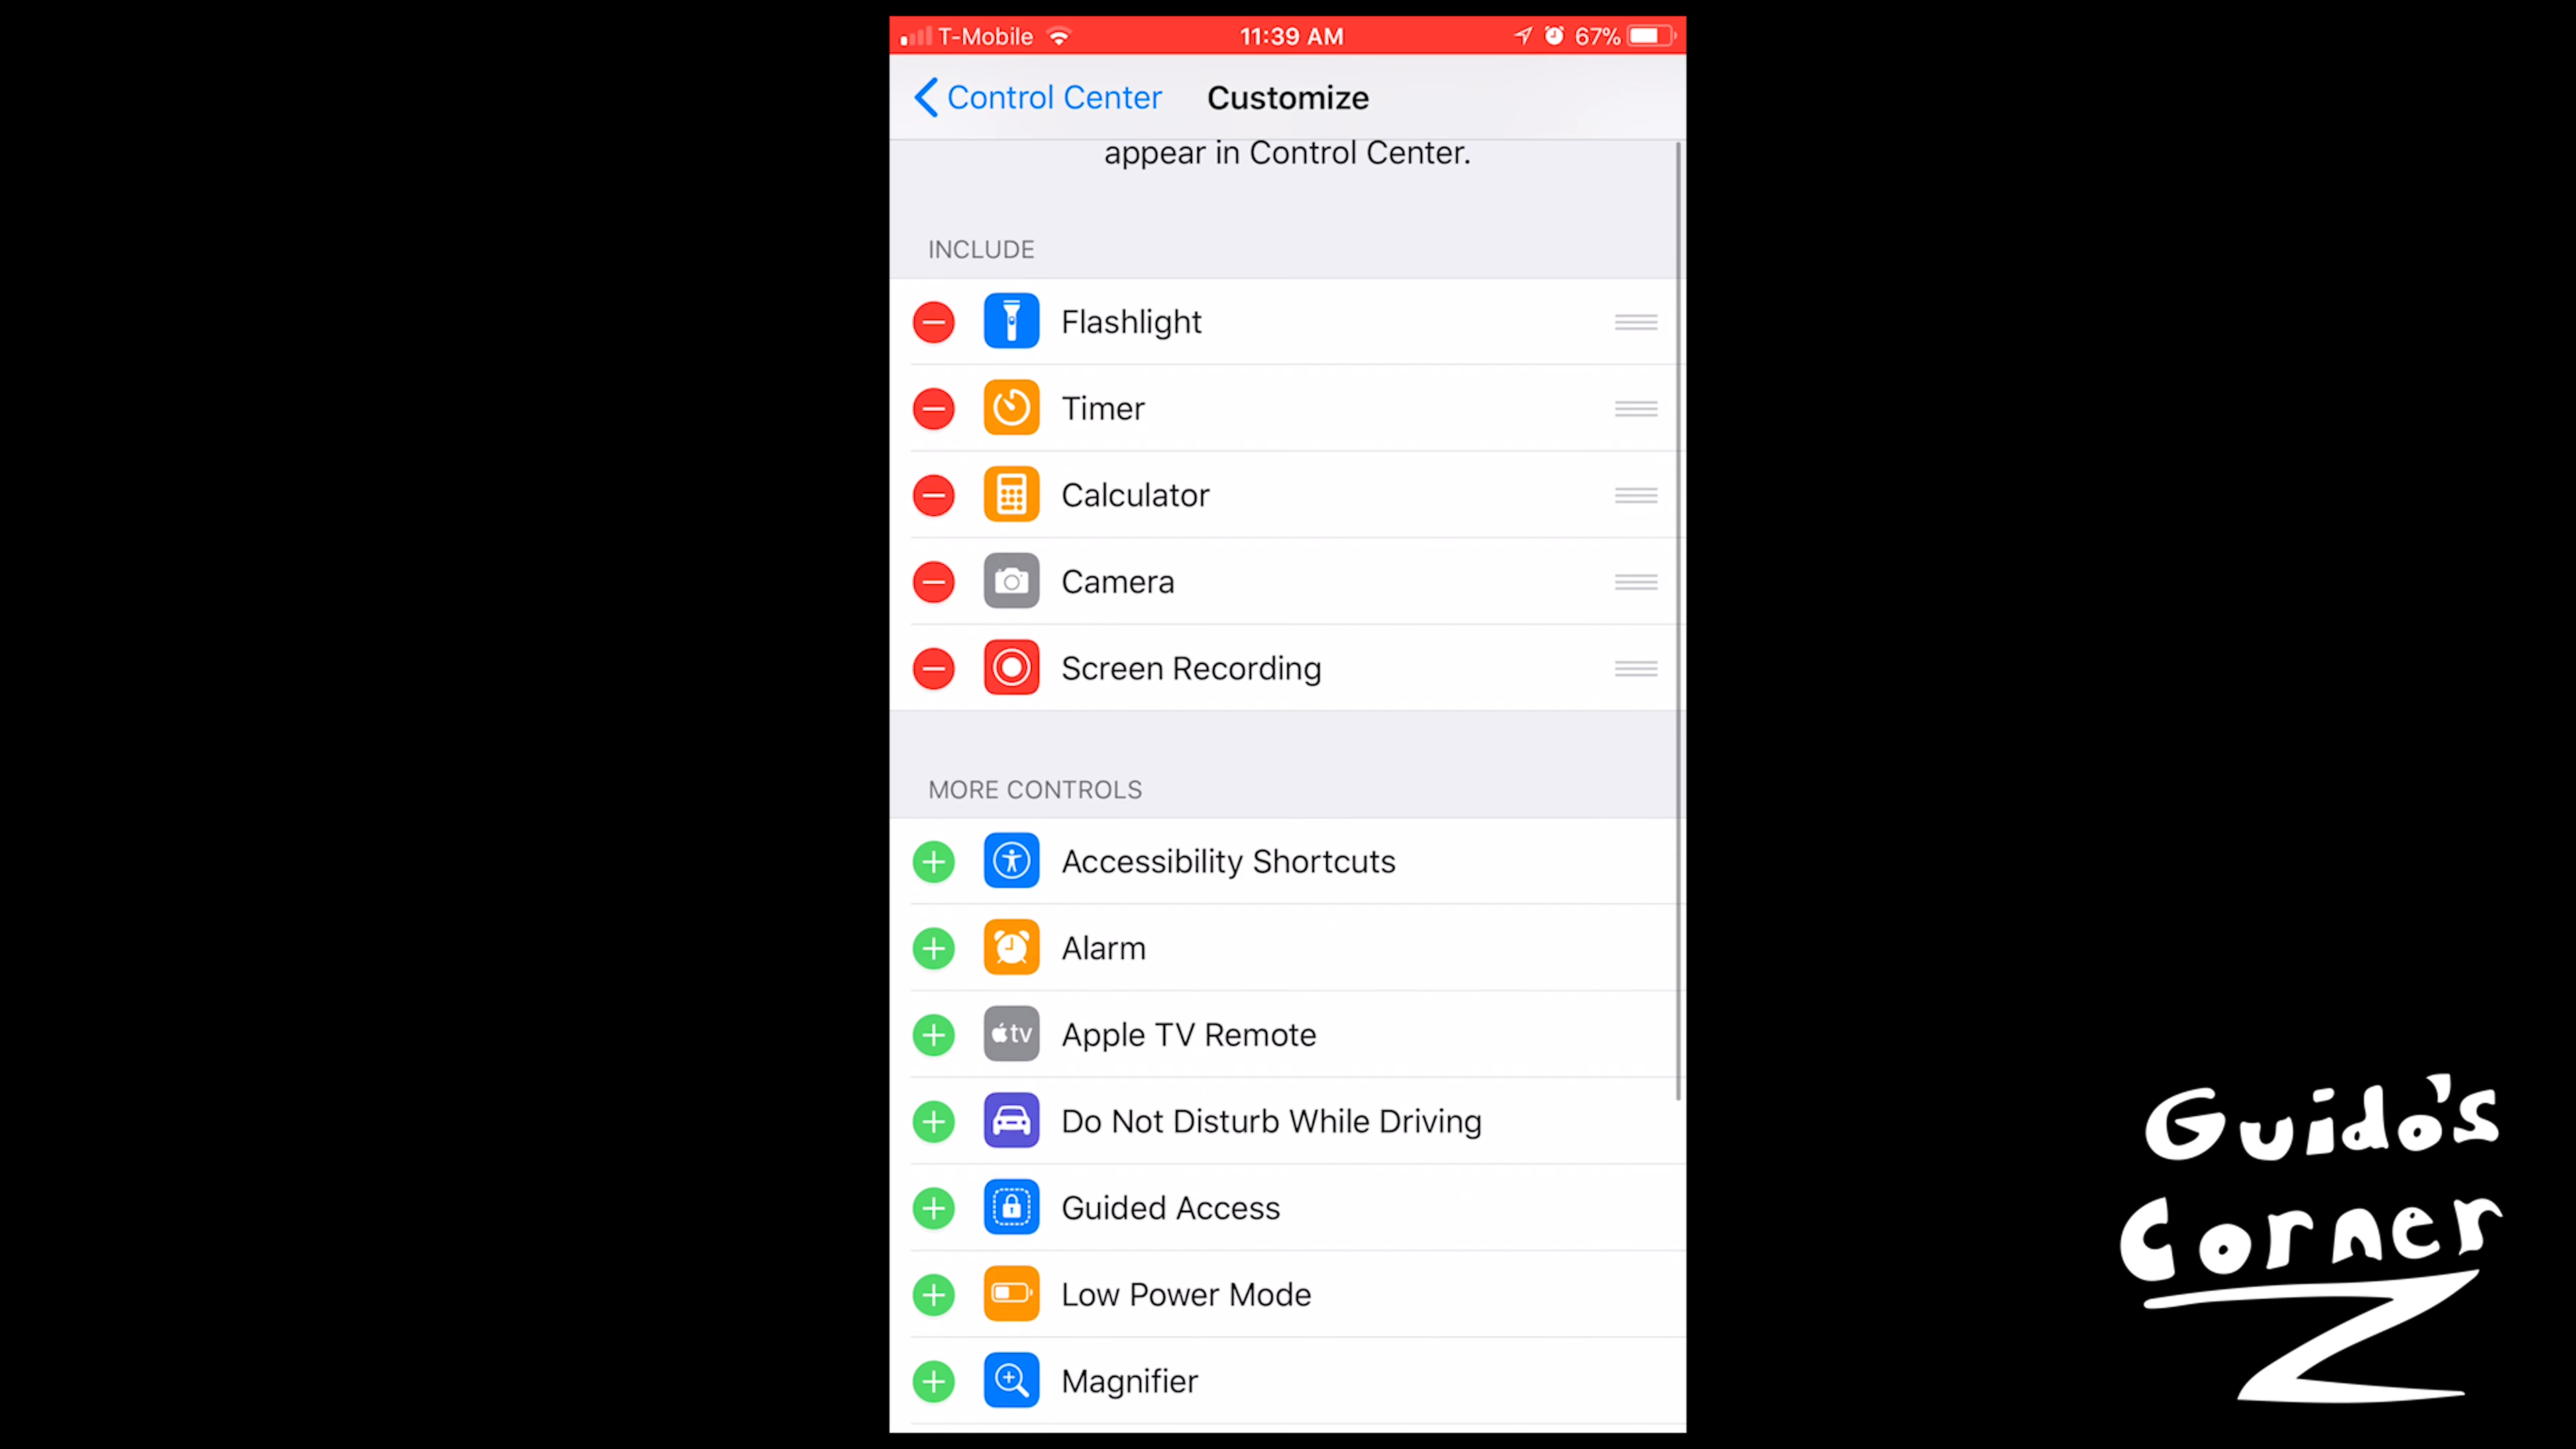 T-Mobile 11:39 AM 67%
Control Center Customize
appear in Control Center.
INCLUDE
Flashlight
Timer
Calculator
Camera
Screen Recording
MORE CONTROLS
Accessibility Shortcuts
Alarm
tv Apple TV Remote
Do Not Disturb While Driving
Guided Access
Low Power Mode
Magnifier
Guido's
Corner